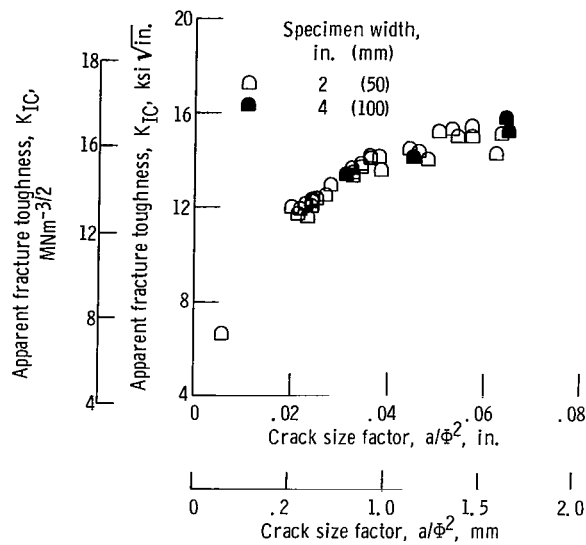 Specimen width,
in. (mm)
2 (50)
4 (100)
Apparent fracture toughness, K_IC,
MNm^-3/2
18
16
12
8
4
Apparent fracture toughness, K_IC, ksi √in.
20
16
12
8
4
0 .02 .04 .06 .08
Crack size factor, a/Φ², in.
0 .2 1.0 1.5 2.0
Crack size factor, a/Φ², mm